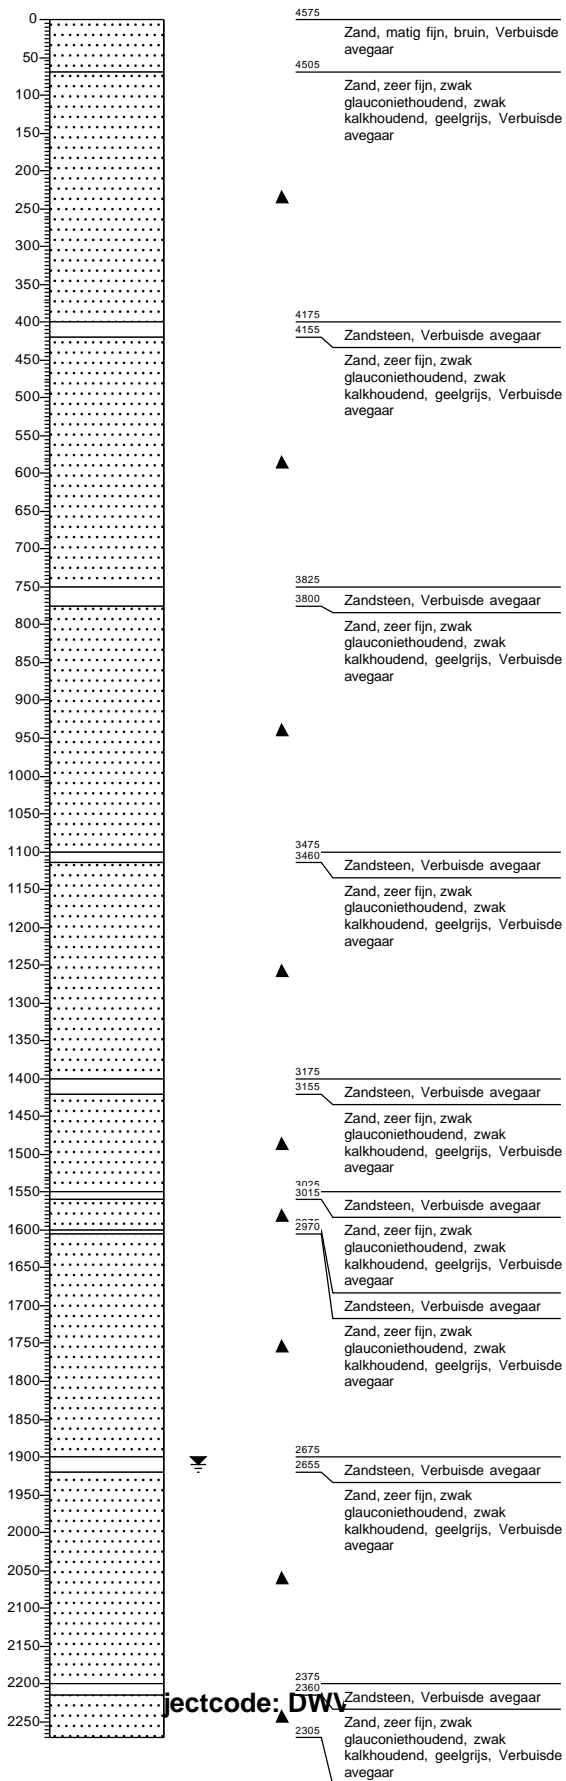 0
4575
Zand, matig fijn, bruin, Verbuisde
avegaar
50
4505
Zand, zeer fijn, zwak
glauconiethoudend, zwak
kalkhoudend, geelgrijs, Verbuisde
avegaar
100
150
200
250
300
350
400
4175
4155
Zandsteen, Verbuisde avegaar
Zand, zeer fijn, zwak
glauconiethoudend, zwak
kalkhoudend, geelgrijs, Verbuisde
avegaar
450
500
550
600
650
700
750
3825
3800
Zandsteen, Verbuisde avegaar
Zand, zeer fijn, zwak
glauconiethoudend, zwak
kalkhoudend, geelgrijs, Verbuisde
avegaar
800
850
900
950
1000
1050
1100
3475
3460
Zandsteen, Verbuisde avegaar
Zand, zeer fijn, zwak
glauconiethoudend, zwak
kalkhoudend, geelgrijs, Verbuisde
avegaar
1150
1200
1250
1300
1350
1400
3175
3155
Zandsteen, Verbuisde avegaar
Zand, zeer fijn, zwak
glauconiethoudend, zwak
kalkhoudend, geelgrijs, Verbuisde
avegaar
1450
1500
1550
3025
3015
Zandsteen, Verbuisde avegaar
1600
2970
Zand, zeer fijn, zwak
glauconiethoudend, zwak
kalkhoudend, geelgrijs, Verbuisde
avegaar
Zandsteen, Verbuisde avegaar
Zand, zeer fijn, zwak
glauconiethoudend, zwak
kalkhoudend, geelgrijs, Verbuisde
avegaar
1650
1700
1750
1800
1850
1900
2675
2655
Zandsteen, Verbuisde avegaar
Zand, zeer fijn, zwak
glauconiethoudend, zwak
kalkhoudend, geelgrijs, Verbuisde
avegaar
1950
2000
2050
2100
2150
2200
2375
2360
jectcode:
Zandsteen, Verbuisde avegaar
2250
2305
Zand, zeer fijn, zwak
glauconiethoudend, zwak
kalkhoudend, geelgrijs, Verbuisde
avegaar